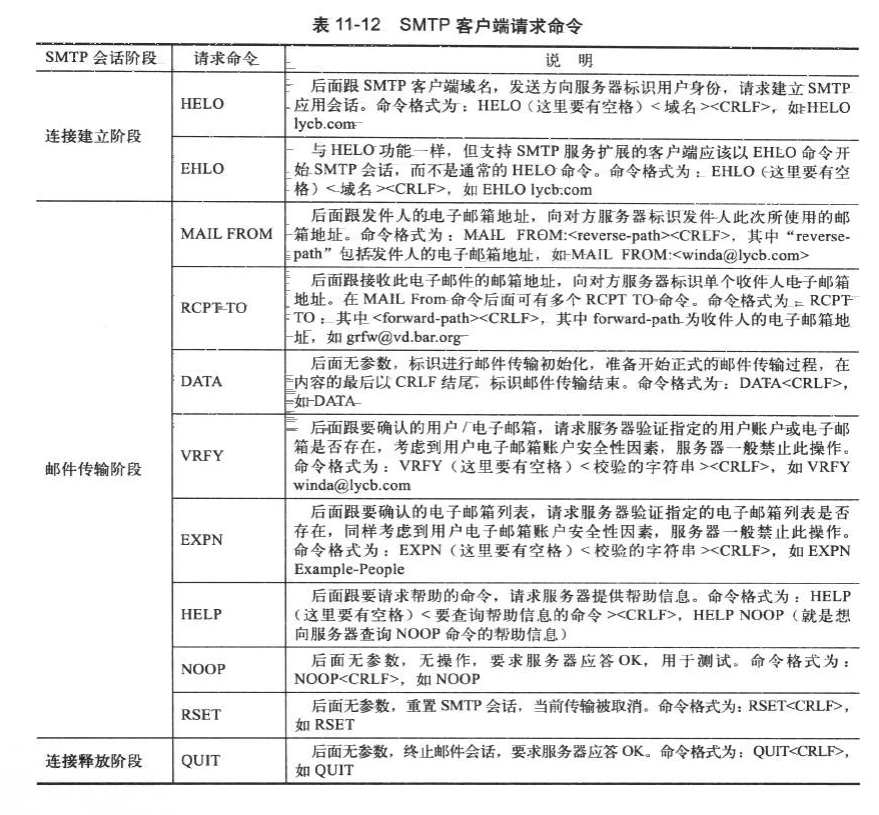 表 11-12 SMTP 客户端请求命令
SMTP 会话阶段 请求命令 说 明
连接建立阶段
HELO
后面跟 SMTP 客户端域名，发送方向服务器标识用户身份，请求建立 SMTP
应用会话。命令格式为：HELO（这里要有空格）<域名><CRLF>，如 HELO
lycb.com
EHLO
与 HELO 功能一样，但支持 SMTP 服务扩展的客户端应该以 EHLO 命令开
始 SMTP 会话，而不是通常的 HELO 命令。命令格式为：EHLO（这里要有空
格）<域名><CRLF>，如 EHLO lycb.com
邮件传输阶段
MAIL FROM
后面跟发件人的电子邮箱地址，向对方服务器标识发件人此次所使用的邮
箱地址。命令格式为：MAIL FROM:<reverse-path><CRLF>，其中“reverse-
path”包括发件人的电子邮箱地址，如 MAIL FROM:<winda@lycb.com>
RCPT TO
后面跟接收此电子邮件的邮箱地址，向对方服务器标识单个收件人电子邮箱
地址。在 MAIL From 命令后面可有多个 RCPT TO 命令。命令格式为：RCPT
TO：其中 <forward-path><CRLF>，其中 forward-path 为收件人的电子邮箱地
址，如 grfw@vd.bar.org
DATA
后面无参数，标识进行邮件传输初始化，准备开始正式的邮件传输过程，在
内容的最后以 CRLF 结尾，标识邮件传输结束。命令格式为：DATA<CRLF>，
如 DATA
VRFY
后面跟要确认的用户/电子邮箱，请求服务器验证指定的用户账户或电子邮
箱是否存在，考虑到用户电子邮箱账户安全性因素，服务器一般禁止此操作。
命令格式为：VRFY（这里要有空格）<校验的字符串><CRLF>，如 VRFY
winda@lycb.com
EXPN
后面跟要确认的电子邮箱列表，请求服务器验证指定的电子邮箱列表是否
存在，同样考虑到用户电子邮箱账户安全性因素，服务器一般禁止此操作。
命令格式为：EXPN（这里要有空格）<校验的字符串><CRLF>，如 EXPN
Example-People
HELP
后面跟要请求帮助的命令，请求服务器提供帮助信息。命令格式为：HELP
（这里要有空格）<要查询帮助信息的命令><CRLF>，HELP NOOP（就是想
向服务器查询 NOOP 命令的帮助信息）
NOOP
后面无参数，无操作，要求服务器应答 OK，用于测试。命令格式为：
NOOP<CRLF>，如 NOOP
RSET
后面无参数，重置 SMTP 会话，当前传输被取消。命令格式为：RSET<CRLF>，
如 RSET
连接释放阶段
QUIT
后面无参数，终止邮件会话，要求服务器应答 OK。命令格式为：QUIT<CRLF>，
如 QUIT